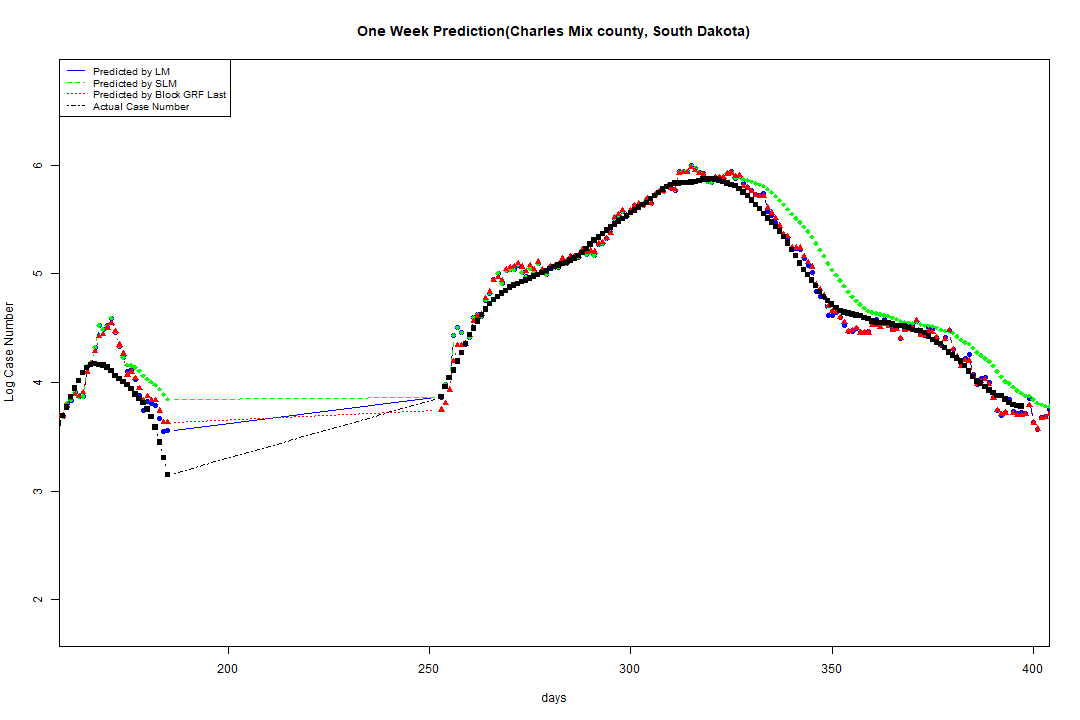 One Week Prediction(Charles Mix county, South Dakota)
Predicted by LM
Predicted by SLM
Predicted by Block GRF Last
Actual Case Number
Log Case Number
6
5
4
3
2
200
250
300
350
400
days